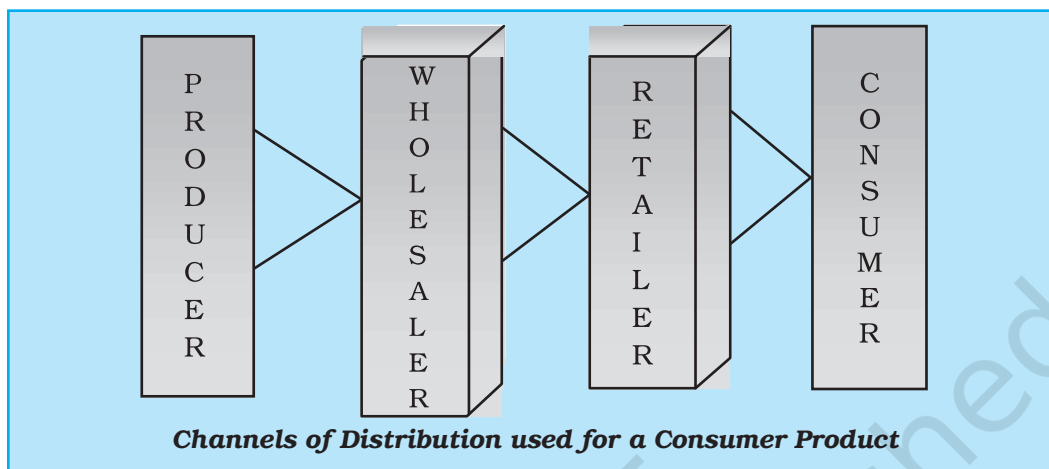 PRODUCER
WHOLESALER
RETAILER
CONSUMER
Channels of Distribution used for a Consumer Product